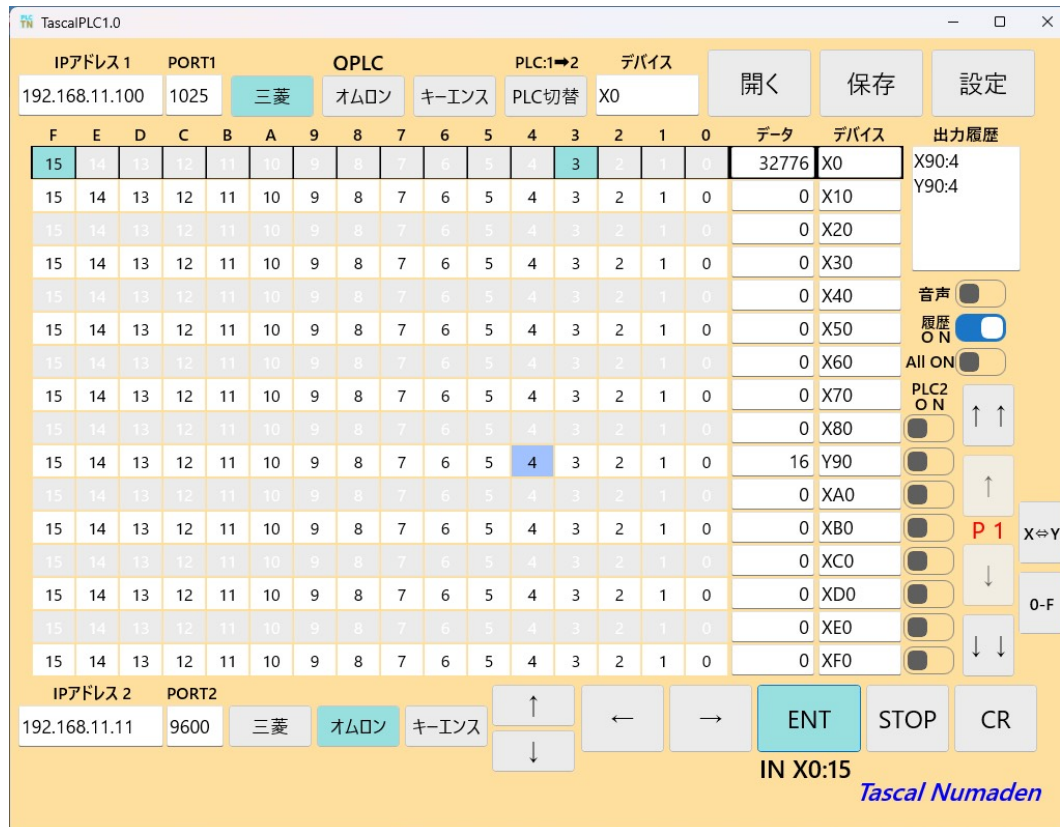 PLC TN TascalPLC1.0
IPアドレス 1 PORT1 OPLC PLC:1➡2 デバイス
192.168.11.100 1025 三菱 オムロン キーエンス PLC切替 X0 開く 保存 設定
F E D C B A 9 8 7 6 5 4 3 2 1 0 データ デバイス 出力履歴
15 14 13 12 11 10 9 8 7 6 5 4 3 2 1 0 32776 X0 X90:4
15 14 13 12 11 10 9 8 7 6 5 4 3 2 1 0 0 X10 Y90:4
15 14 13 12 11 10 9 8 7 6 5 4 3 2 1 0 0 X20
15 14 13 12 11 10 9 8 7 6 5 4 3 2 1 0 0 X30
15 14 13 12 11 10 9 8 7 6 5 4 3 2 1 0 0 X40 音声
15 14 13 12 11 10 9 8 7 6 5 4 3 2 1 0 0 X50 履歴 ON
15 14 13 12 11 10 9 8 7 6 5 4 3 2 1 0 0 X60 All ON
15 14 13 12 11 10 9 8 7 6 5 4 3 2 1 0 0 X70 PLC2 ON
15 14 13 12 11 10 9 8 7 6 5 4 3 2 1 0 0 X80 ↑ ↑
15 14 13 12 11 10 9 8 7 6 5 4 3 2 1 0 16 Y90
15 14 13 12 11 10 9 8 7 6 5 4 3 2 1 0 0 XA0 ↑
15 14 13 12 11 10 9 8 7 6 5 4 3 2 1 0 0 XB0 P 1 X⇔Y
15 14 13 12 11 10 9 8 7 6 5 4 3 2 1 0 0 XC0 ↓
15 14 13 12 11 10 9 8 7 6 5 4 3 2 1 0 0 XD0 0-F
15 14 13 12 11 10 9 8 7 6 5 4 3 2 1 0 0 XE0
15 14 13 12 11 10 9 8 7 6 5 4 3 2 1 0 0 XF0 ↓ ↓
IPアドレス 2 PORT2
192.168.11.11 9600 三菱 オムロン キーエンス ↑ ↓ ← → ENT STOP CR
IN X0:15
Tascal Numaden